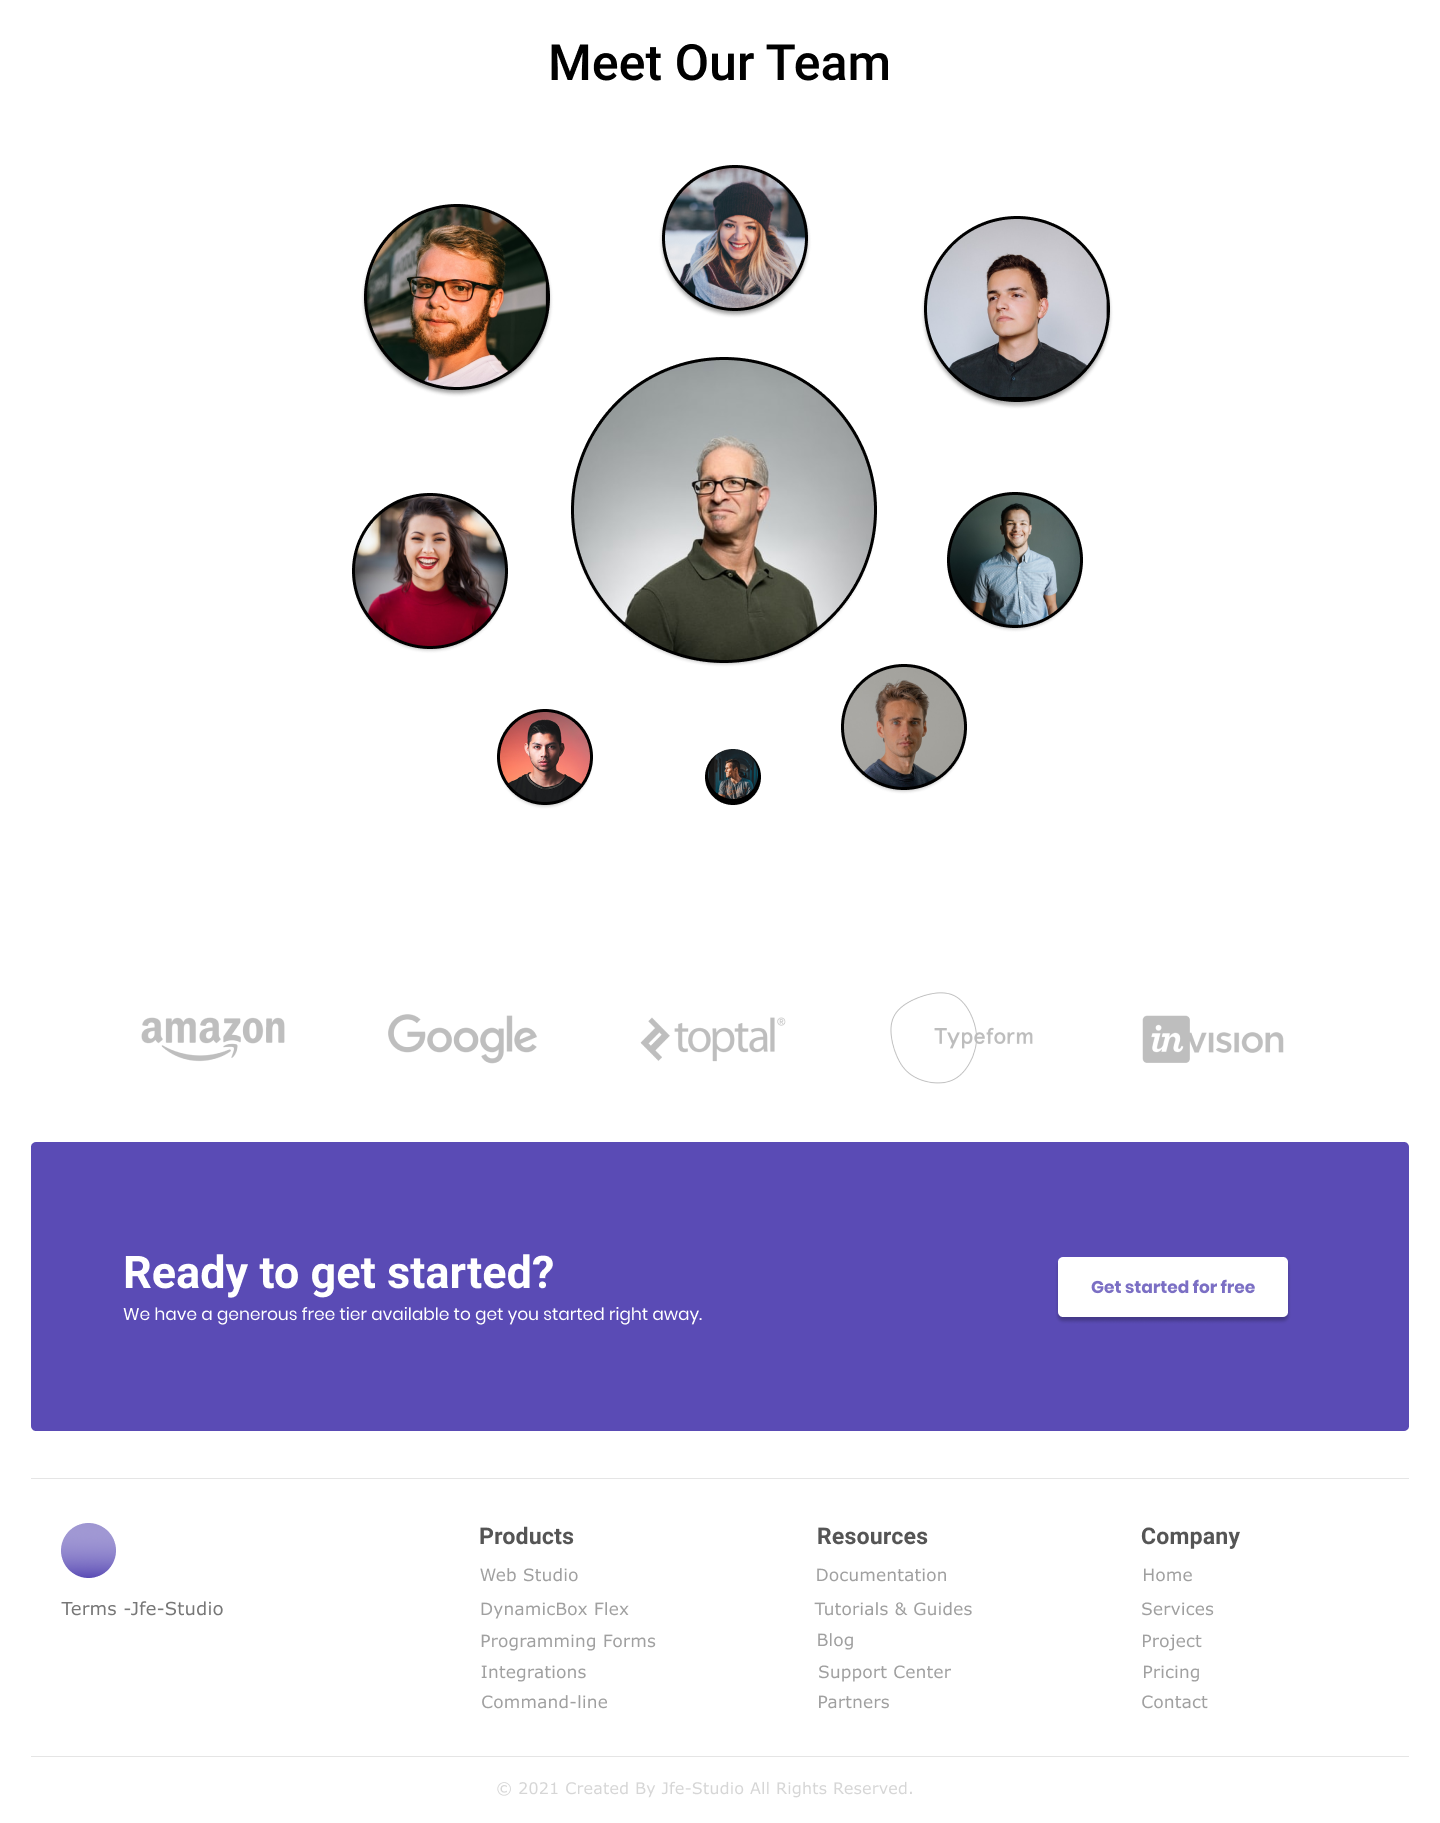 Meet Our Team
amazon
Google
toptal®
Typeform
invision
Ready to get started?
We have a generous free tier available to get you started right away.
Get started for free
Terms -Jfe-Studio
Products
Web Studio
DynamicBox Flex
Programming Forms
Integrations
Command-line
Resources
Documentation
Tutorials & Guides
Blog
Support Center
Partners
Company
Home
Services
Project
Pricing
Contact
© 2021 Created By Jfe-Studio All Rights Reserved.